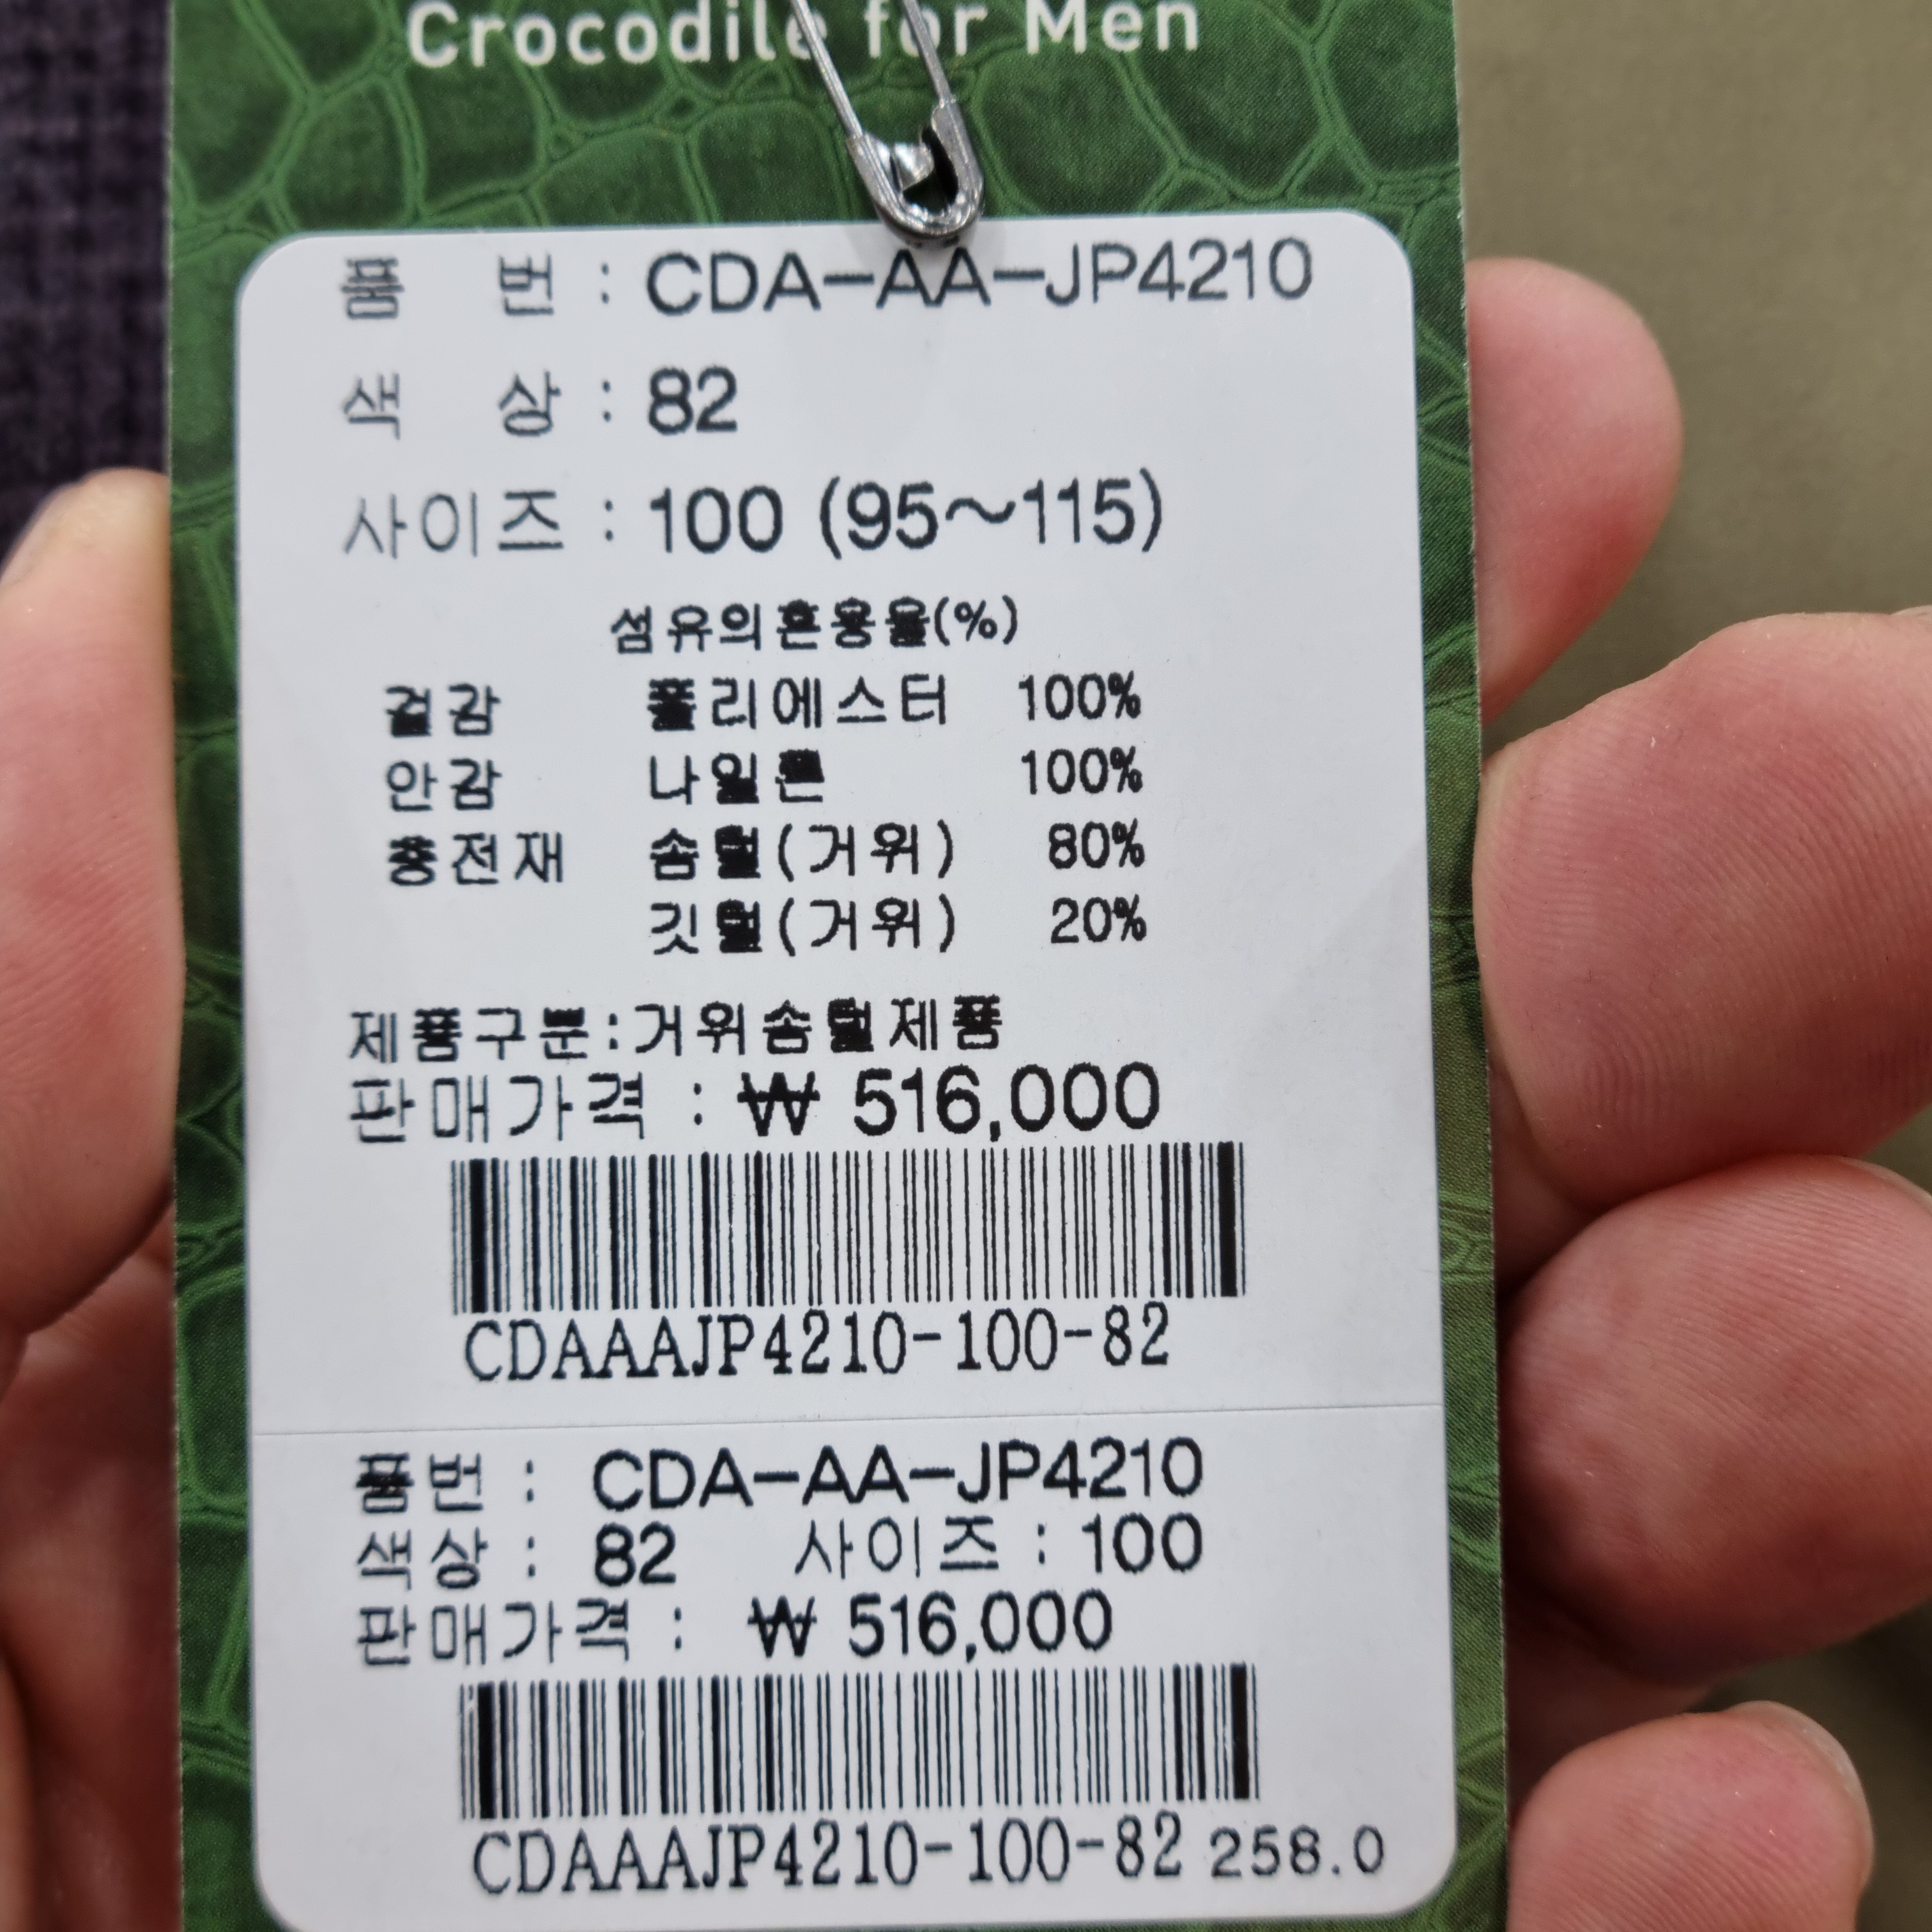 Crocodile for Men
품 번 : CDA-AA-JP4210
색 상 : 82
사이즈 : 100 (95~115)
섬유의혼용율(%)
겉감 폴리에스터 100%
안감 나일론 100%
충전재 솜털(거위) 80%
깃털(거위) 20%
제품구분:거위솜털제품
판매가격 : ₩ 516,000
CDAAAJP4210-100-82
품번 : CDA-AA-JP4210
색상 : 82 사이즈 : 100
판매가격 : ₩ 516,000
CDAAAJP4210-100-82 258.0